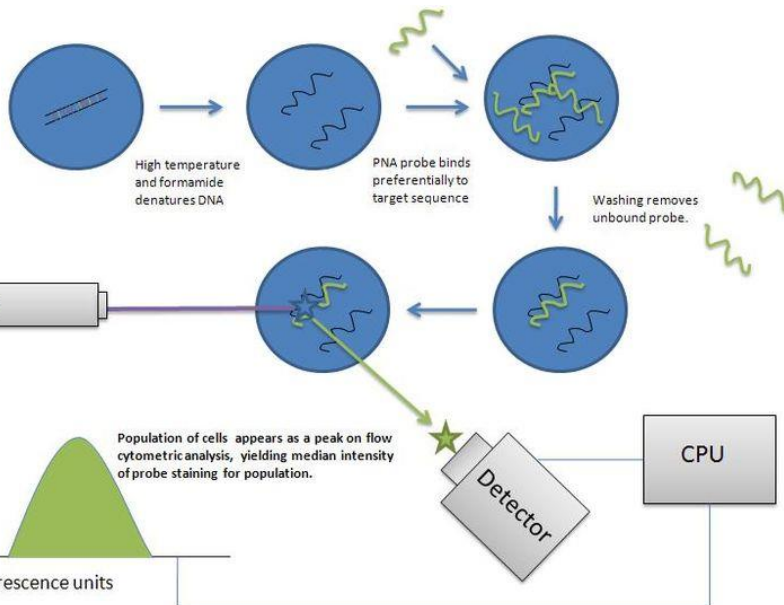 High temperature
and formamide
denatures DNA
PNA probe binds
preferentially to
target sequence
Washing removes
unbound probe.
Population of cells appears as a peak on flow
cytometric analysis, yielding median intensity
of probe staining for population.
Detector
CPU
rescence units